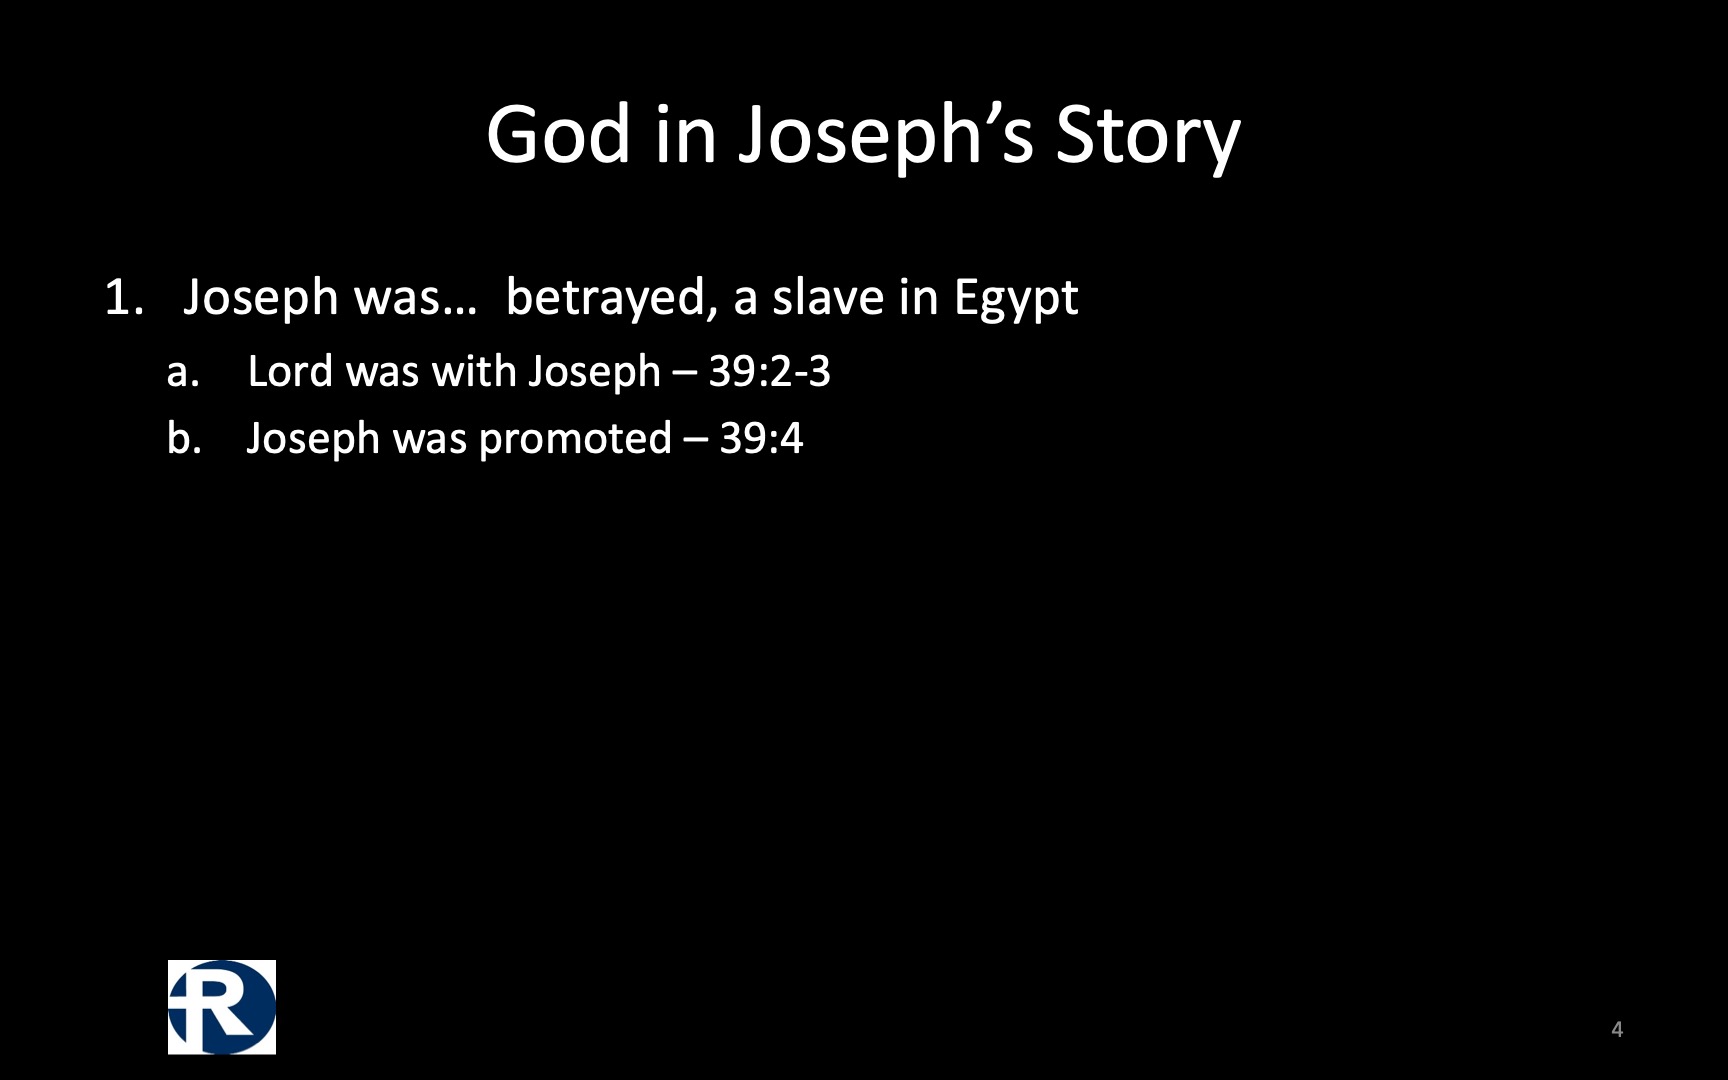 God in Joseph’s Story
1. Joseph was… betrayed, a slave in Egypt
a. Lord was with Joseph – 39:2-3
b. Joseph was promoted – 39:4
R
4